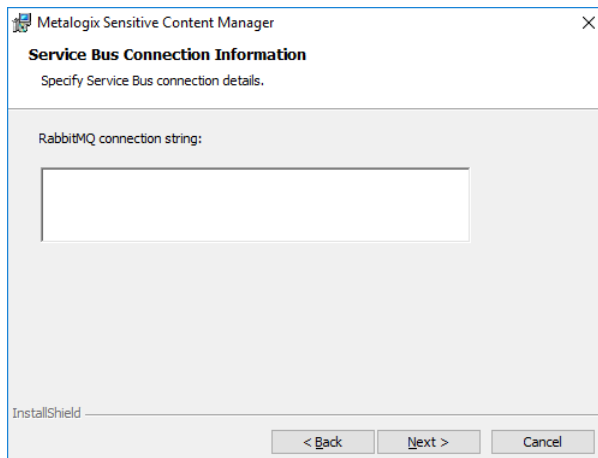 Metalogix Sensitive Content Manager
Service Bus Connection Information
Specify Service Bus connection details.
RabbitMQ connection string:
InstallShield
< Back
Next >
Cancel